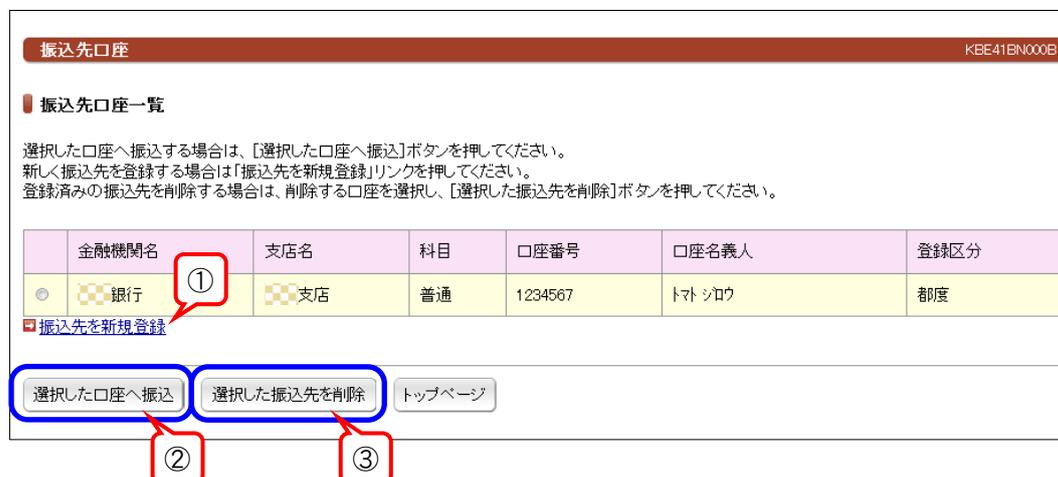 振込先口座 KBE41BN000B
振込先口座一覧
選択した口座へ振込する場合は、[選択した口座へ振込]ボタンを押してください。
新しく振込先を登録する場合は「振込先を新規登録」リンクを押してください。
登録済みの振込先を削除する場合は、削除する口座を選択し、[選択した振込先を削除]ボタンを押してください。
金融機関名 支店名 科目 口座番号 口座名義人 登録区分
銀行 支店 普通 1234567 ﾄﾏﾄ ｼﾞﾛｳ 都度
①
振込先を新規登録
選択した口座へ振込 選択した振込先を削除 トップページ
② ③